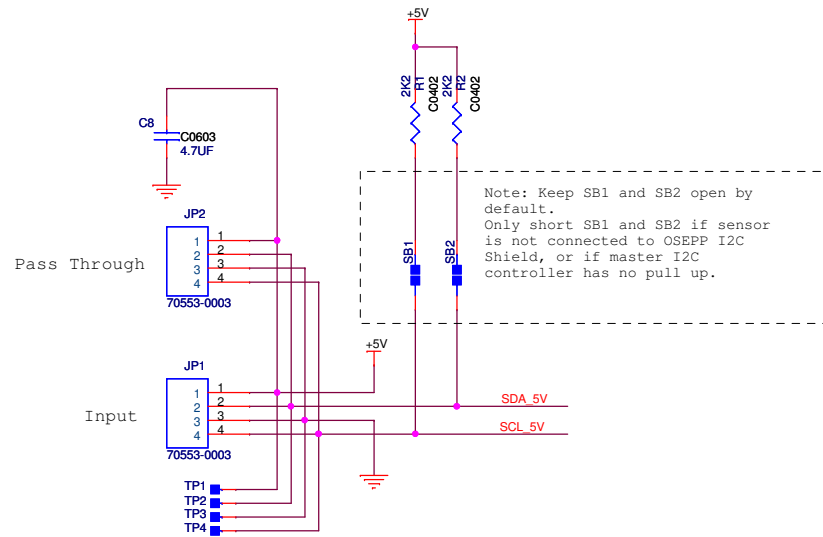 +5V
2K2
R1
C0402
2K2
R2
C0402
C8
C0603
4.7UF
Note: Keep SB1 and SB2 open by
default.
Only short SB1 and SB2 if sensor
is not connected to OSEPP I2C
Shield, or if master I2C
controller has no pull up.
SB1
SB2
JP2
Pass Through
1 1
2 2
3 3
4 4
70553-0003
+5V
JP1
Input
1 1
2 2
3 3
4 4
70553-0003
SDA_5V
SCL_5V
TP1
TP2
TP3
TP4